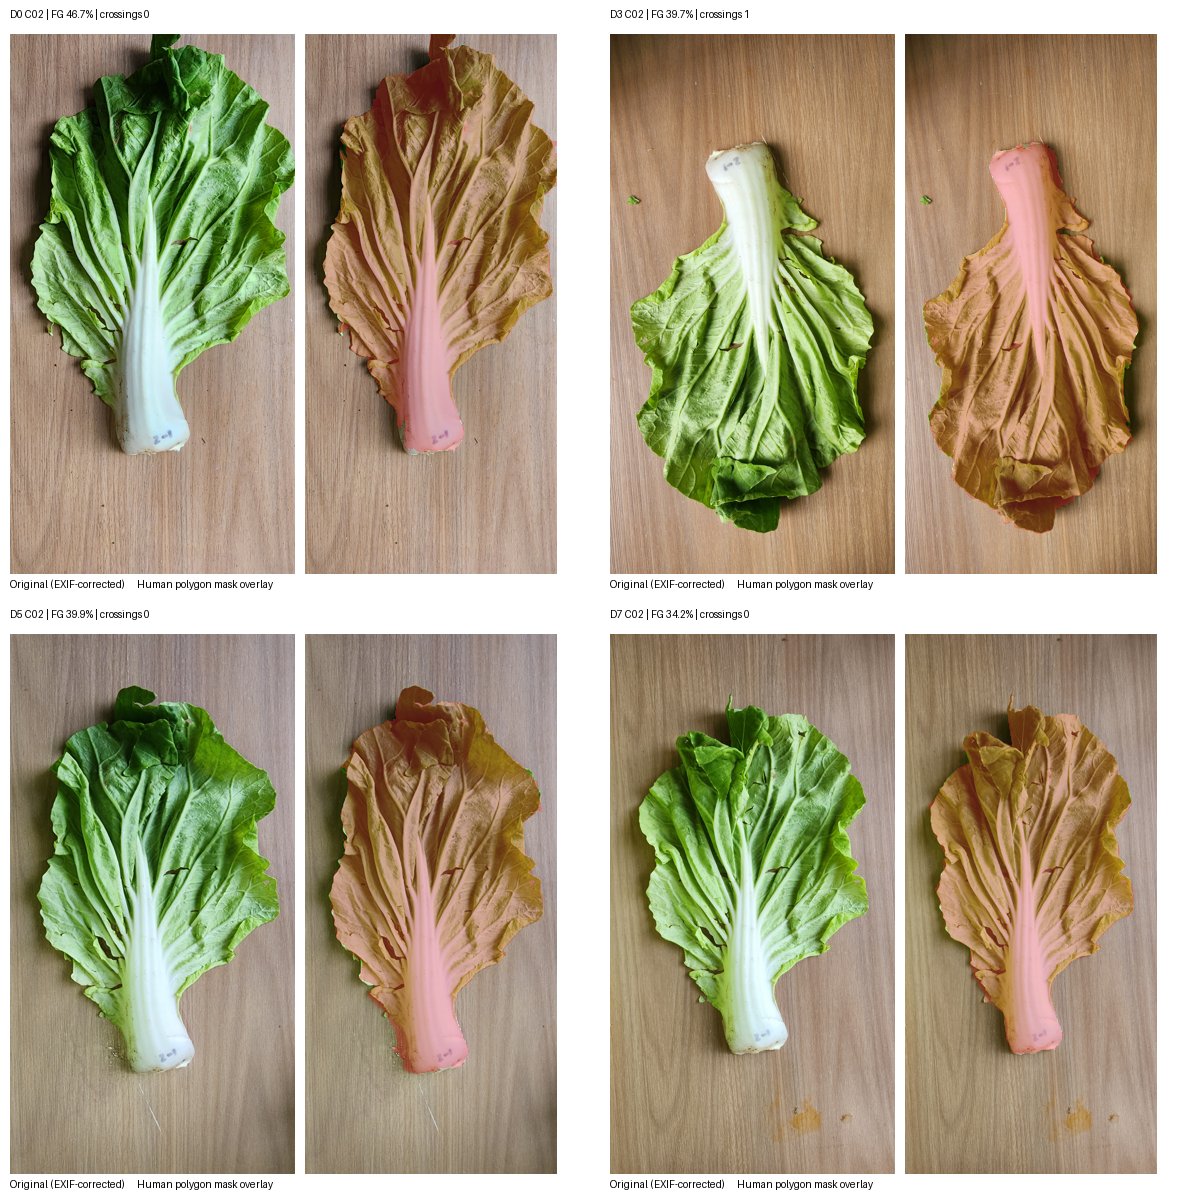 D0 C02 | FG 46.7% | crossings 0
D3 C02 | FG 39.7% | crossings 1
Original (EXIF-corrected) Human polygon mask overlay
Original (EXIF-corrected) Human polygon mask overlay
D5 C02 | FG 39.9% | crossings 0
D7 C02 | FG 34.2% | crossings 0
Original (EXIF-corrected) Human polygon mask overlay
Original (EXIF-corrected) Human polygon mask overlay